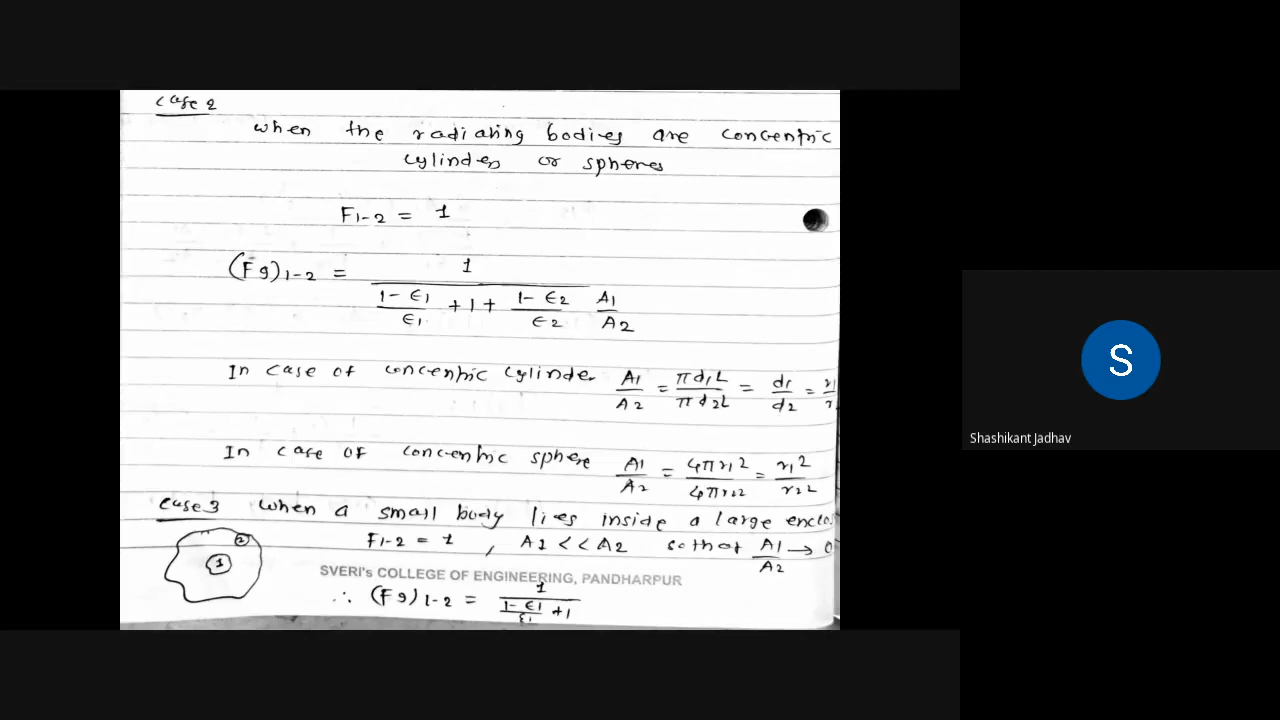 Case 2
when the radiating bodies are concentric
cylinder or spheres
F1-2 = 1
(Fg)1-2 = 1 / ( (1-ϵ1)/ϵ1 + 1 + (1-ϵ2)/ϵ2 A1/A2 )
In case of concentric cylinder A1/A2 = πd1L/πd2L = d1/d2 =
In case of concentric sphere A1/A2 = 4πr1²/4πr2² = r1²/r2²
Case 3 when a small body lies inside a large enclos
F1-2 = 1 , A1 << A2 so that A1/A2 → 0
2
1
SVERI's COLLEGE OF ENGINEERING, PANDHARPUR
∴ (Fg)1-2 = 1 / ( (1-ϵ1)/ϵ1 + 1 )
S
Shashikant Jadhav